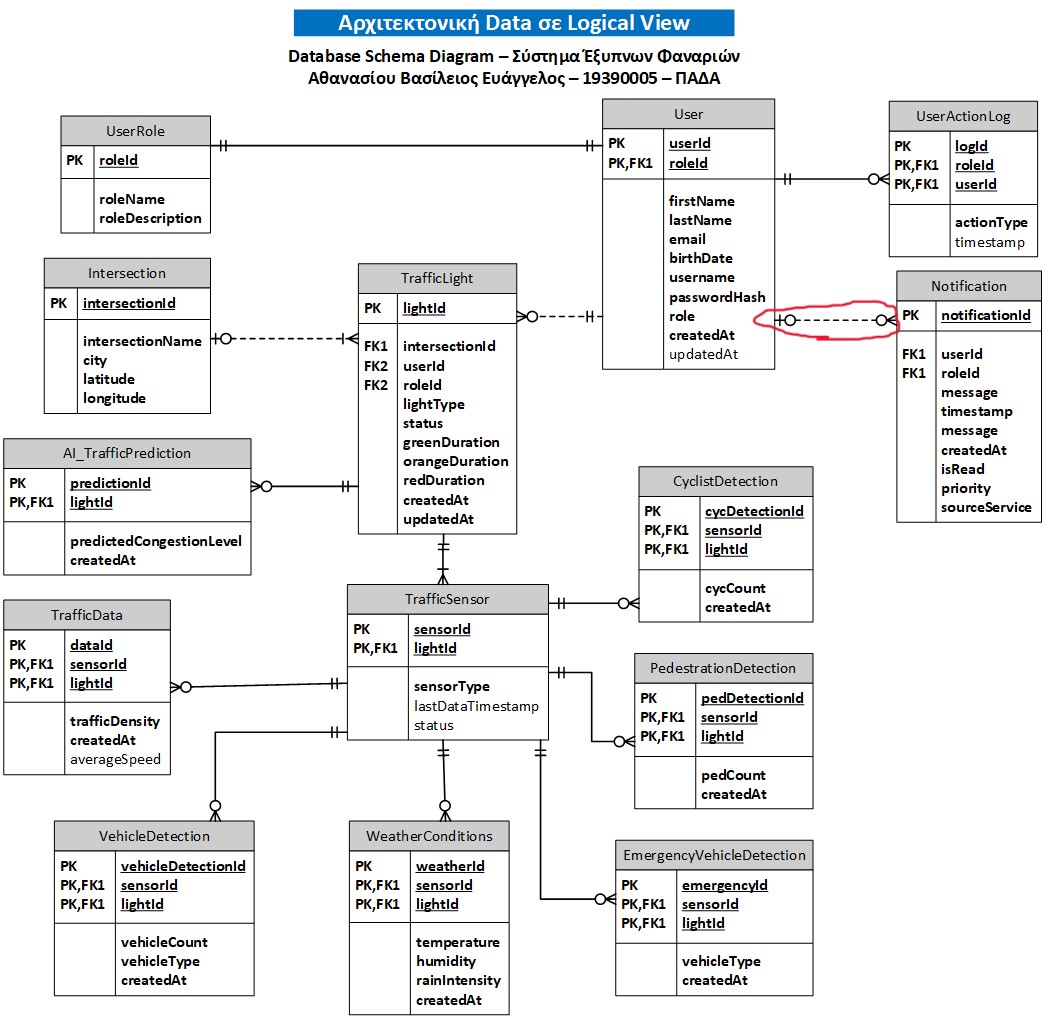 Αρχιτεκτονική Data σε Logical View
Database Schema Diagram – Σύστημα Έξυπνων Φαναριών
Αθανασίου Βασίλειος Ευάγγελος – 19390005 – ΠΑΔΑ
UserRole
PK roleId
roleName
roleDescription
User
PK userId
PK,FK1 roleId
firstName
lastName
email
birthDate
username
passwordHash
role
createdAt
updatedAt
UserActionLog
PK logId
PK,FK1 roleId
PK,FK1 userId
actionType
timestamp
Intersection
PK intersectionId
intersectionName
city
latitude
longitude
TrafficLight
PK lightId
FK1 intersectionId
FK2 userId
FK2 roleId
lightType
status
greenDuration
orangeDuration
redDuration
createdAt
updatedAt
Notification
PK notificationId
FK1 userId
FK1 roleId
message
timestamp
message
createdAt
isRead
priority
sourceService
AI_TrafficPrediction
PK predictionId
PK,FK1 lightId
predictedCongestionLevel
createdAt
CyclistDetection
PK cycDetectionId
PK,FK1 sensorId
PK,FK1 lightId
cycCount
createdAt
TrafficData
PK dataId
PK,FK1 sensorId
PK,FK1 lightId
trafficDensity
createdAt
averageSpeed
TrafficSensor
PK sensorId
PK,FK1 lightId
sensorType
lastDataTimestamp
status
PedestrationDetection
PK pedDetectionId
PK,FK1 sensorId
PK,FK1 lightId
pedCount
createdAt
VehicleDetection
PK vehicleDetectionId
PK,FK1 sensorId
PK,FK1 lightId
vehicleCount
vehicleType
createdAt
WeatherConditions
PK weatherId
PK,FK1 sensorId
PK,FK1 lightId
temperature
humidity
rainIntensity
createdAt
EmergencyVehicleDetection
PK emergencyId
PK,FK1 sensorId
PK,FK1 lightId
vehicleType
createdAt